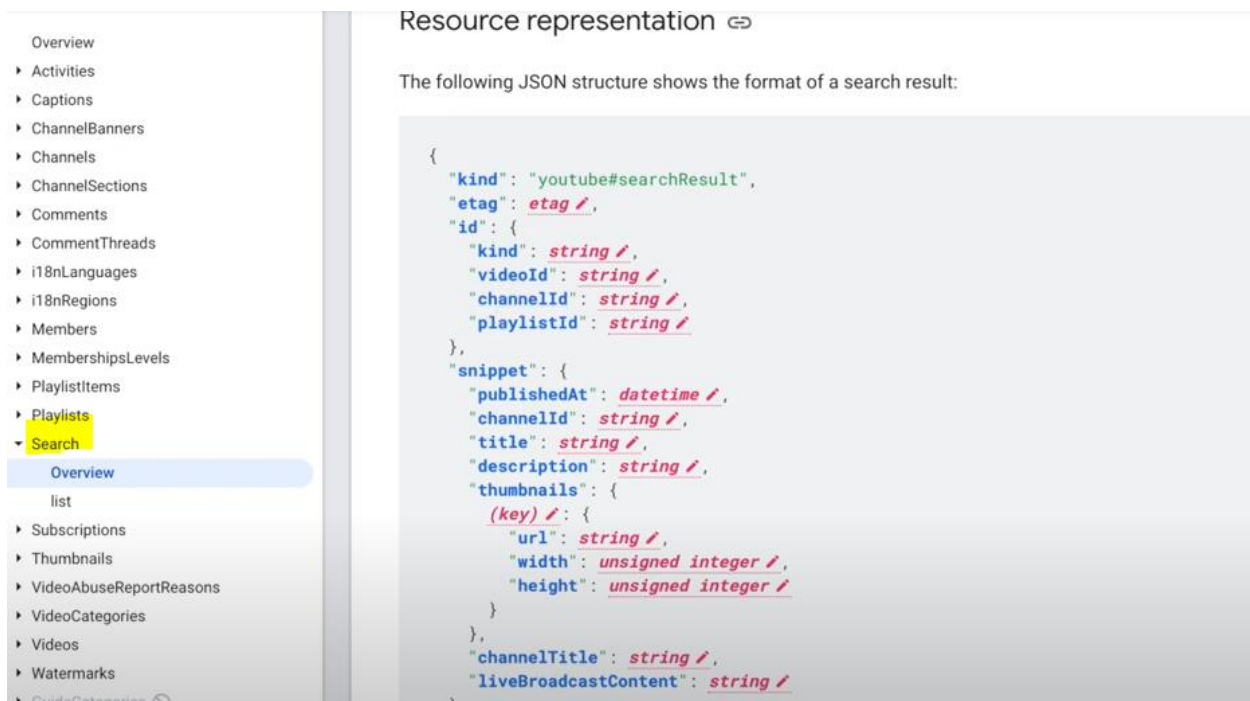 Overview
Activities
Captions
ChannelBanners
Channels
ChannelSections
Comments
CommentThreads
i18nLanguages
i18nRegions
Members
MembershipsLevels
PlaylistItems
Playlists
Search
Overview
list
Subscriptions
Thumbnails
VideoAbuseReportReasons
VideoCategories
Videos
Watermarks
GuideCategories
Resource representation
The following JSON structure shows the format of a search result:
{
"kind": "youtube#searchResult",
"etag": etag,
"id": {
"kind": string,
"videoId": string,
"channelId": string,
"playlistId": string
},
"snippet": {
"publishedAt": datetime,
"channelId": string,
"title": string,
"description": string,
"thumbnails": {
(key): {
"url": string,
"width": unsigned integer,
"height": unsigned integer
}
},
"channelTitle": string,
"liveBroadcastContent": string